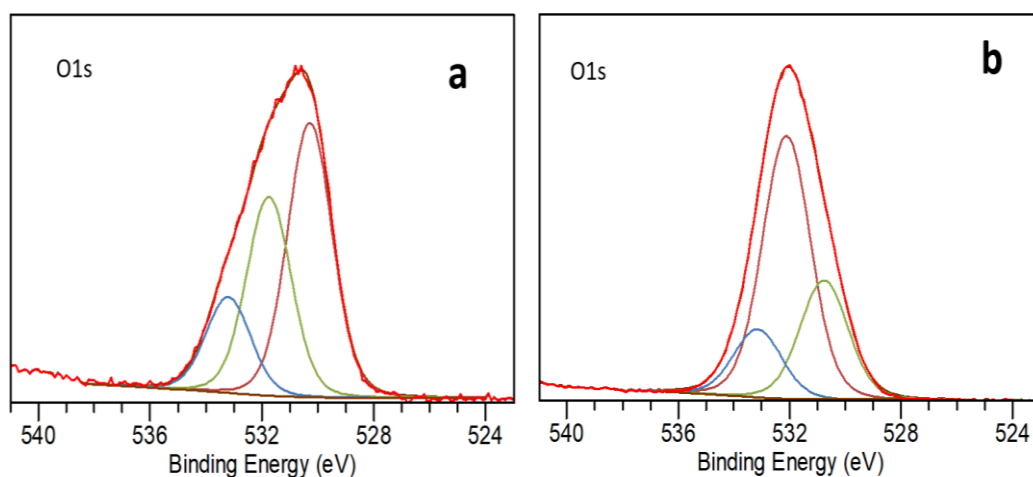 O1s
a
540 536 532 528 524
Binding Energy (eV)
O1s
b
540 536 532 528 524
Binding Energy (eV)